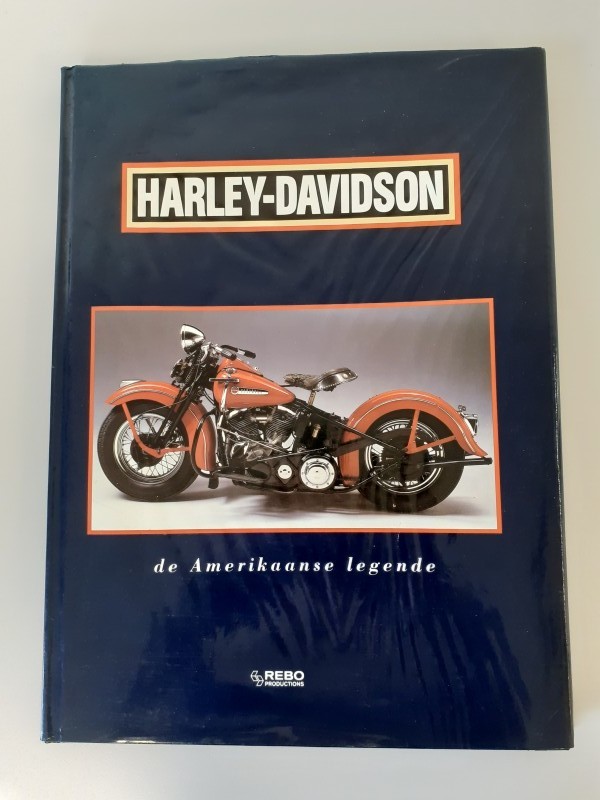 HARLEY-DAVIDSON
de Amerikaanse legende
REBO
PRODUCTIONS